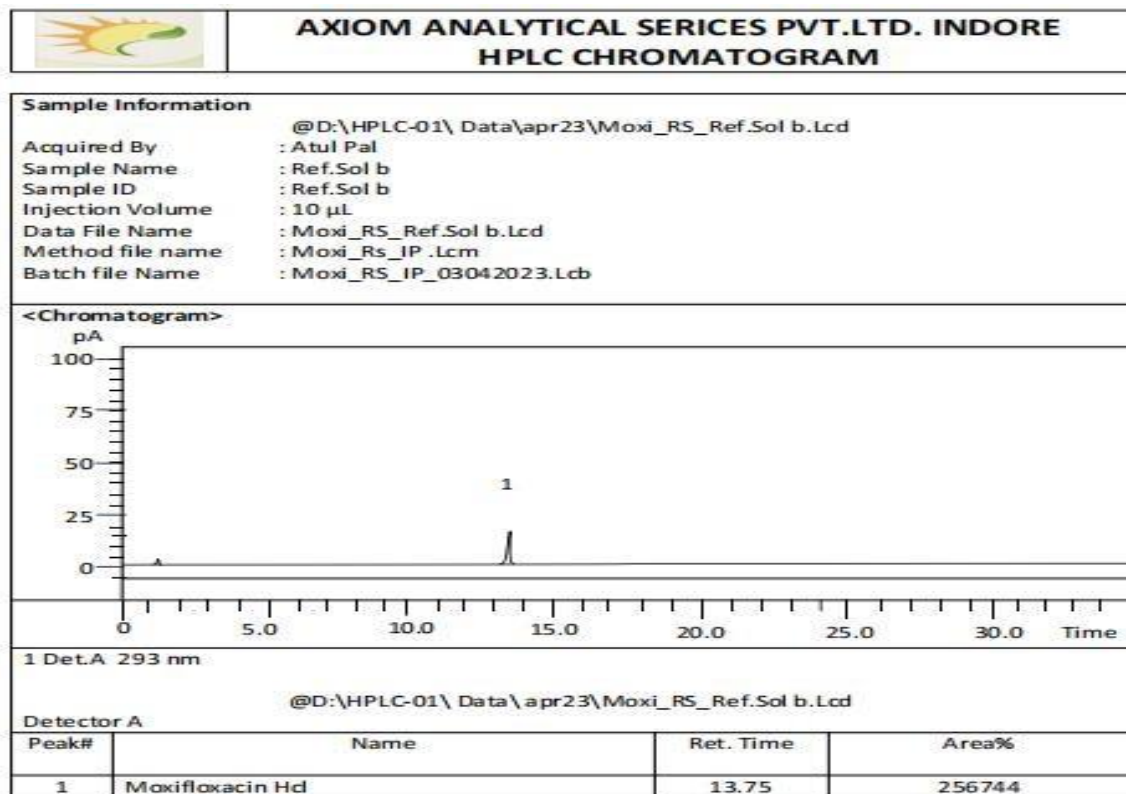 AXIOM ANALYTICAL SERICES PVT.LTD. INDORE
HPLC CHROMATOGRAM
Sample Information
@D:\HPLC-01\ Data\apr23\Moxi_RS_Ref.Sol b.Lcd
Acquired By : Atul Pal
Sample Name : Ref.Sol b
Sample ID : Ref.Sol b
Injection Volume : 10 µL
Data File Name : Moxi_RS_Ref.Sol b.Lcd
Method file name : Moxi_Rs_IP .Lcm
Batch file Name : Moxi_RS_IP_03042023.Lcb
<Chromatogram>
pA
100
75
50
1
25
0
0 5.0 10.0 15.0 20.0 25.0 30.0 Time
1 Det.A 293 nm
@D:\HPLC-01\ Data\apr23\Moxi_RS_Ref.Sol b.Lcd
Detector A
Peak# Name Ret. Time Area%
1 Moxifloxacin Hcl 13.75 256744